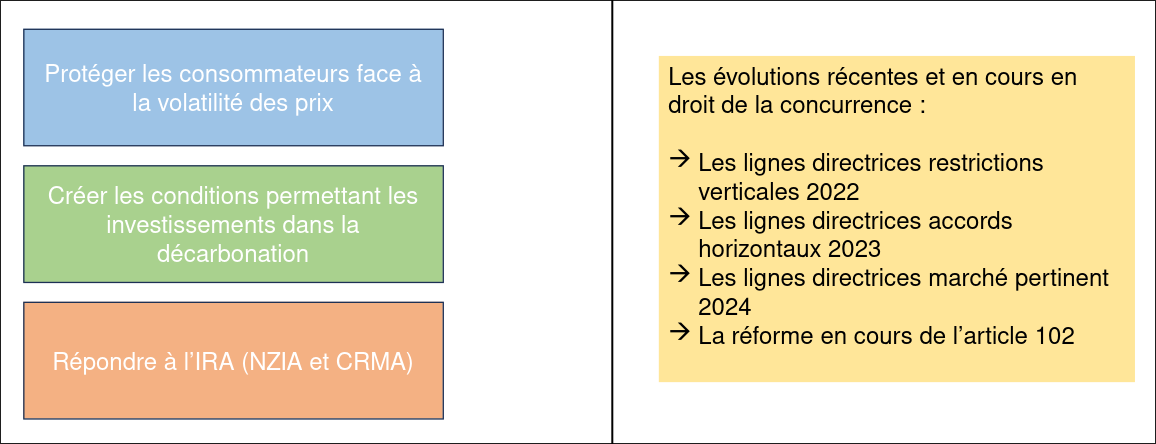 Protéger les consommateurs face à
la volatilité des prix
Créer les conditions permettant les
investissements dans la
décarbonation
Répondre à l’IRA (NZIA et CRMA)
Les évolutions récentes et en cours en
droit de la concurrence :
→ Les lignes directrices restrictions
verticales 2022
→ Les lignes directrices accords
horizontaux 2023
→ Les lignes directrices marché pertinent
2024
→ La réforme en cours de l’article 102